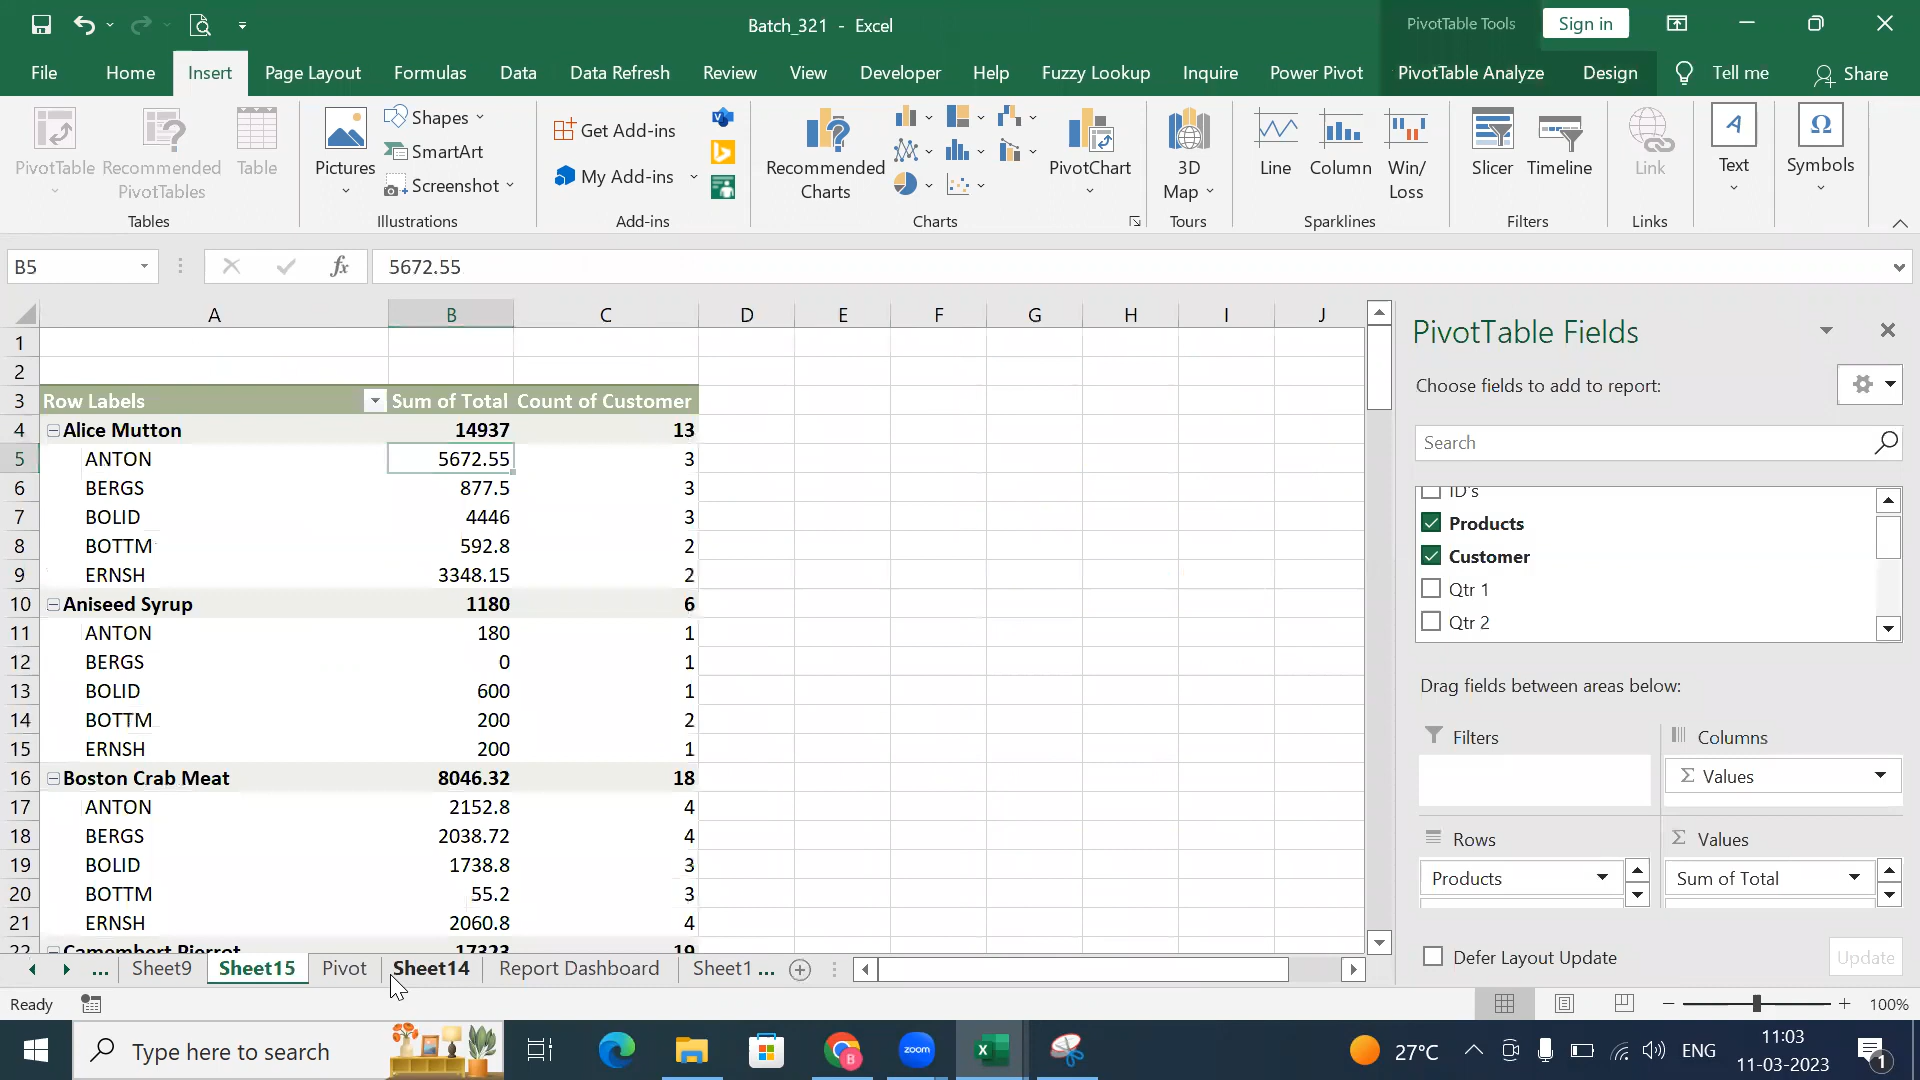 Batch_321 - Excel
PivotTable Tools
Sign in
File Home Insert Page Layout Formulas Data Data Refresh Review View Developer Help Fuzzy Lookup Inquire Power Pivot PivotTable Analyze Design Tell me Share
PivotTable
Recommended PivotTables
Table
Tables
Pictures
Shapes
SmartArt
Screenshot
Illustrations
Get Add-ins
My Add-ins
Add-ins
Recommended Charts
PivotChart
Charts
3D Map
Tours
Line
Column
Win/Loss
Sparklines
Slicer
Timeline
Filters
Link
Links
Text
Symbols
B5
fx
5672.55
A B C D E F G H I J
1
2
3 Row Labels Sum of Total Count of Customer
4 Alice Mutton 14937 13
5 ANTON 5672.55 3
6 BERGS 877.5 3
7 BOLID 4446 3
8 BOTTM 592.8 2
9 ERNSH 3348.15 2
10 Aniseed Syrup 1180 6
11 ANTON 180 1
12 BERGS 0 1
13 BOLID 600 1
14 BOTTM 200 2
15 ERNSH 200 1
16 Boston Crab Meat 8046.32 18
17 ANTON 2152.8 4
18 BERGS 2038.72 4
19 BOLID 1738.8 3
20 BOTTM 55.2 3
21 ERNSH 2060.8 4
22 Camembert Pierrot 17323 19
PivotTable Fields
Choose fields to add to report:
Search
ID's
Products
Customer
Qtr 1
Qtr 2
Drag fields between areas below:
Filters
Columns
Σ Values
Rows
Σ Values
Products
Sum of Total
Defer Layout Update
Update
... Sheet9 Sheet15 Pivot Sheet14 Report Dashboard Sheet1 ...
Ready
100%
Type here to search
zoom
27°C
ENG
11:03
11-03-2023
1